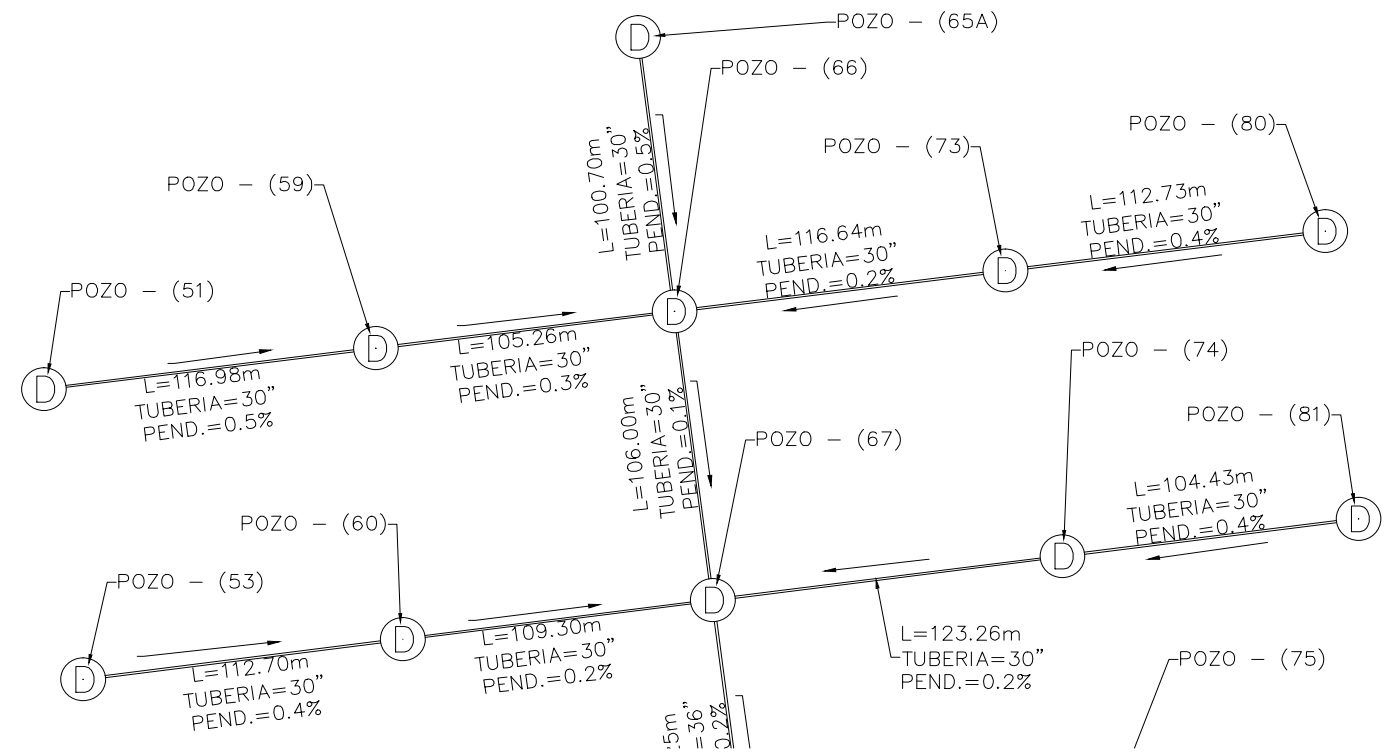 POZO - (65A)
D
POZO - (66)
L=100.70m
TUBERIA=30"
PEND.=0.5%
POZO - (80)
POZO - (73)
POZO - (59)
L=112.73m
TUBERIA=30"
PEND.=0.4%
D
L=116.64m
TUBERIA=30"
PEND.=0.2%
D
POZO - (51)
D
D
D
L=105.26m
TUBERIA=30"
PEND.=0.3%
L=116.98m
TUBERIA=30"
PEND.=0.5%
POZO - (74)
L=106.00m
TUBERIA=30"
PEND.=0.1%
POZO - (81)
POZO - (67)
L=104.43m
TUBERIA=30"
PEND.=0.4%
D
POZO - (60)
D
POZO - (53)
D
D
D
L=109.30m
TUBERIA=30"
PEND.=0.2%
L=112.70m
TUBERIA=30"
PEND.=0.4%
L=123.26m
TUBERIA=30"
PEND.=0.2%
POZO - (75)
5m
=36"
0.2%